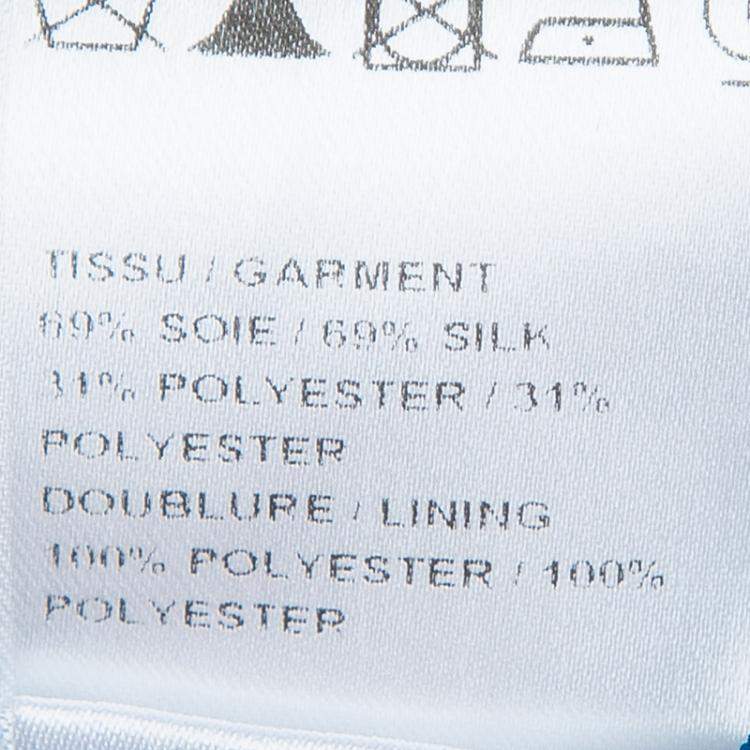 TISSU / GARMENT
69% SOIE / 69% SILK
31% POLYESTER / 31%
POLYESTER
DOUBLURE / LINING
100% POLYESTER / 100%
POLYESTER